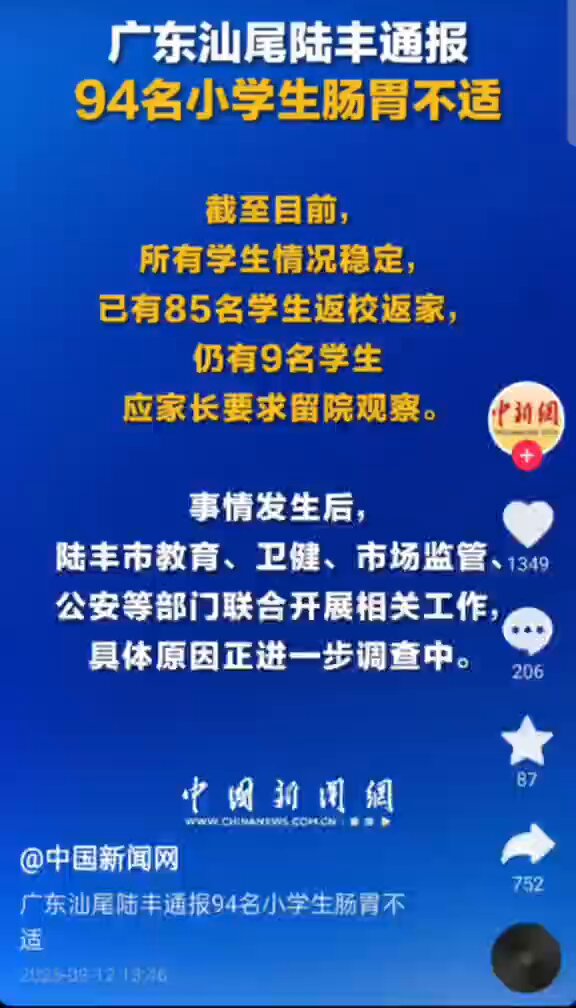 广东汕尾陆丰通报
94名小学生肠胃不适
截至目前，
所有学生情况稳定，
已有85名学生返校返家，
仍有9名学生
应家长要求留院观察。
中新網
事情发生后，
陆丰市教育、卫健、市场监管、
1349
公安等部门联合开展相关工作，
具体原因正进一步调查中。
206
87
中国新闻網
WWW.CHINANEWS.COM.CN
@中国新闻网
752
广东汕尾陆丰通报94名小学生肠胃不
适